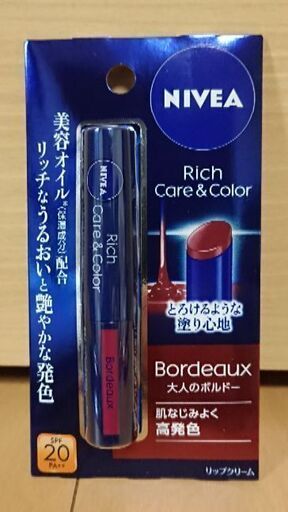 NIVEA
Rich
Care & Color
とろけるような
塗り心地
Bordeaux
大人のボルドー
肌なじみよく
高発色
リップクリーム
美容オイル*(*保湿成分)配合
リッチなうるおいと艶やかな発色
SPF
20
PA++
NIVEA
Rich
Care & Color
Bordeaux